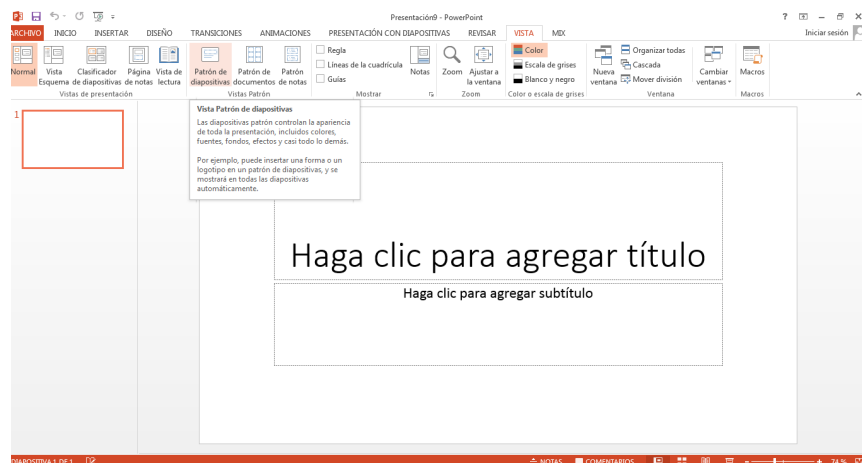 Presentación9 - PowerPoint
ARCHIVO INICIO INSERTAR DISEÑO TRANSICIONES ANIMACIONES PRESENTACIÓN CON DIAPOSITIVAS REVISAR VISTA MIX Iniciar sesión
Normal
Vista Esquema
Clasificador de diapositivas
Página de notas
Vista de lectura
Vistas de presentación
Patrón de diapositivas
Patrón de documentos
Patrón de notas
Vistas Patrón
Regla
Líneas de la cuadrícula
Guías
Notas
Mostrar
Zoom
Ajustar a la ventana
Zoom
Color
Escala de grises
Blanco y negro
Color o escala de grises
Nueva ventana
Organizar todas
Cascada
Mover división
Cambiar ventanas
Ventana
Macros
Macros
Vista Patrón de diapositivas
Las diapositivas patrón controlan la apariencia
de toda la presentación, incluidos colores,
fuentes, fondos, efectos y casi todo lo demás.
Por ejemplo, puede insertar una forma o un
logotipo en un patrón de diapositivas, y se
mostrará en todas las diapositivas
automáticamente.
1
Haga clic para agregar título
Haga clic para agregar subtítulo
DIAPOSITIVA 1 DE 1 NOTAS COMENTARIOS 74 %